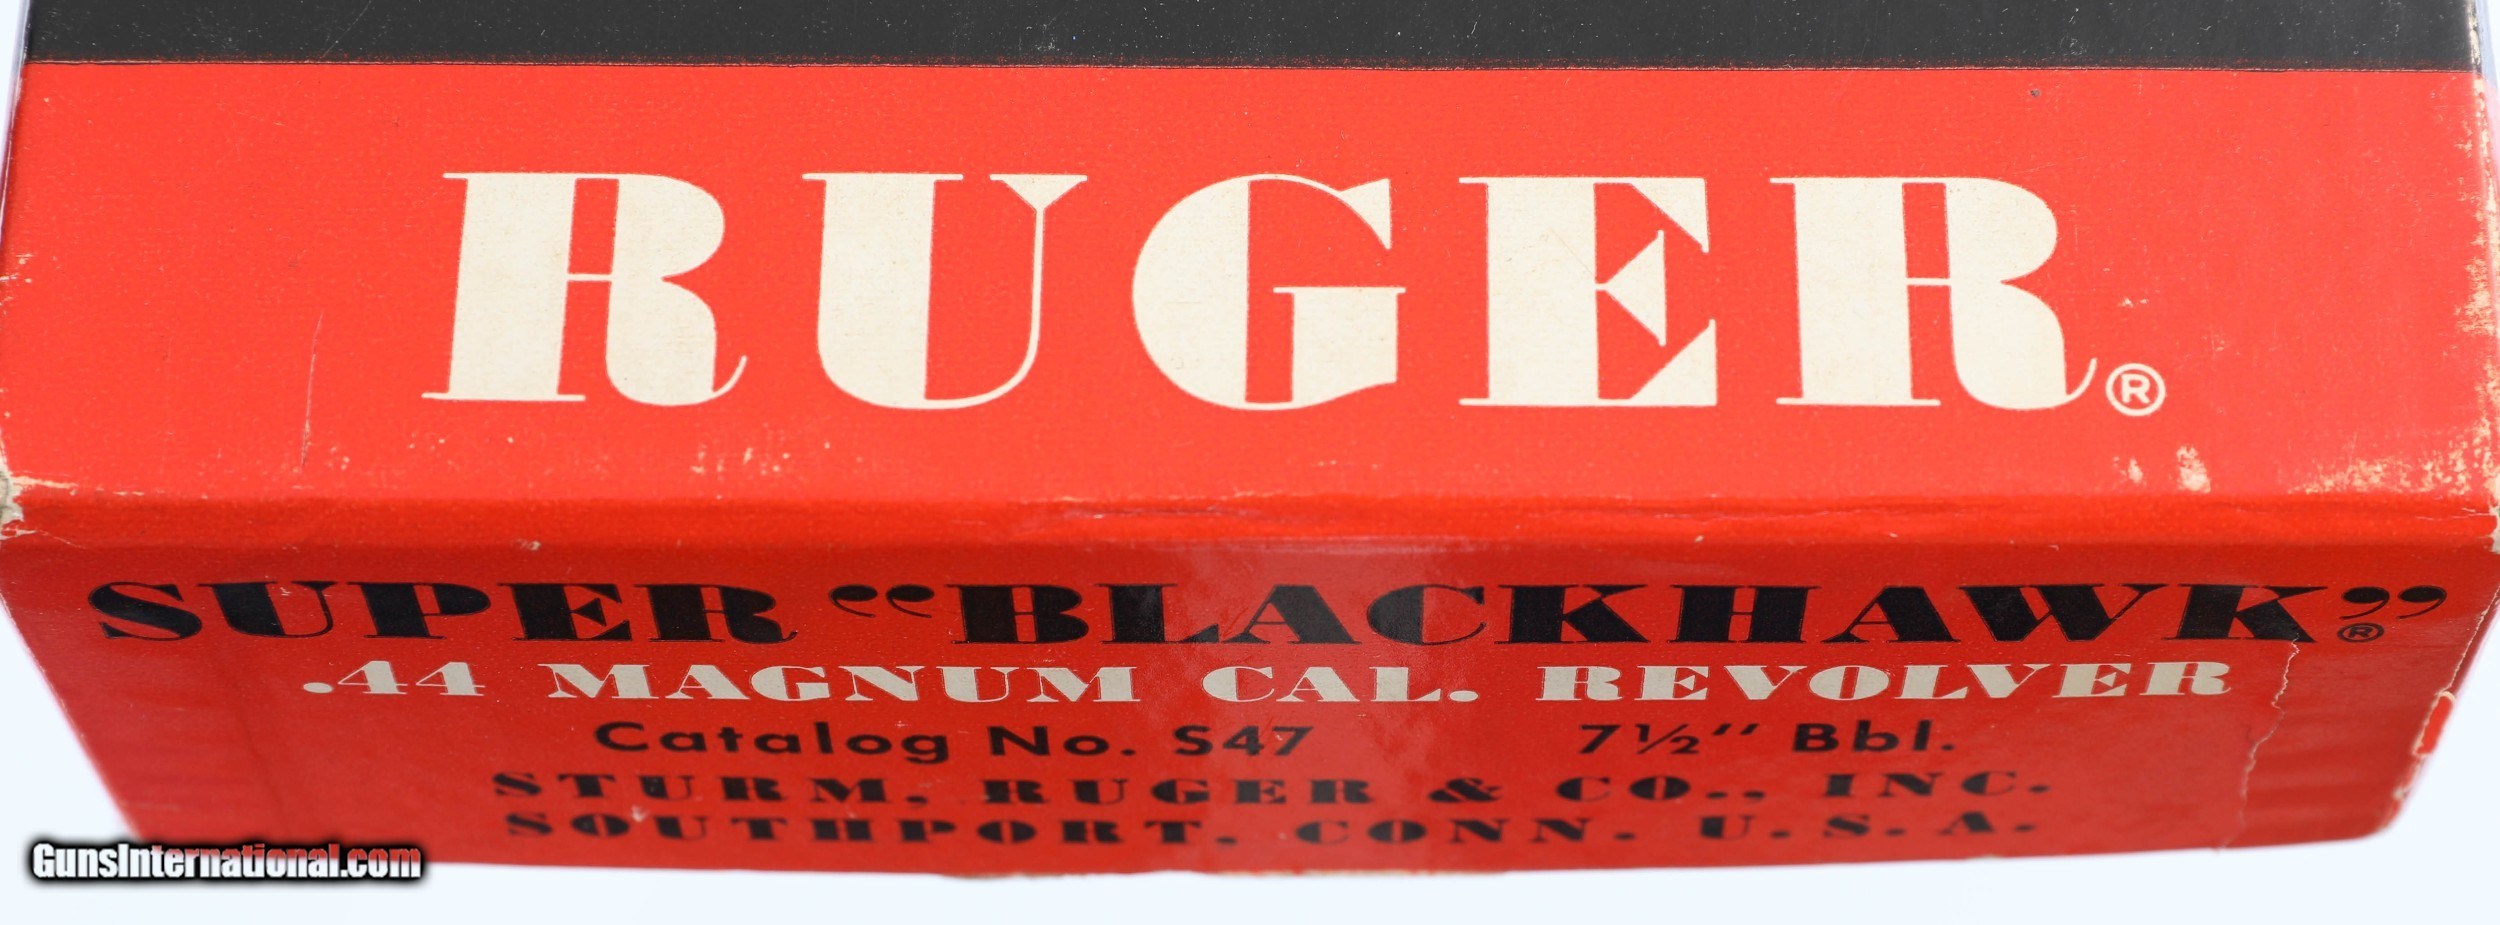 RUGER®
SUPER “BLACKHAWK®”
.44 MAGNUM CAL. REVOLVER
Catalog No. S47 7½″ Bbl.
STURM, RUGER & CO., INC.
SOUTHPORT, CONN. U.S.A.
GunsInternational.com